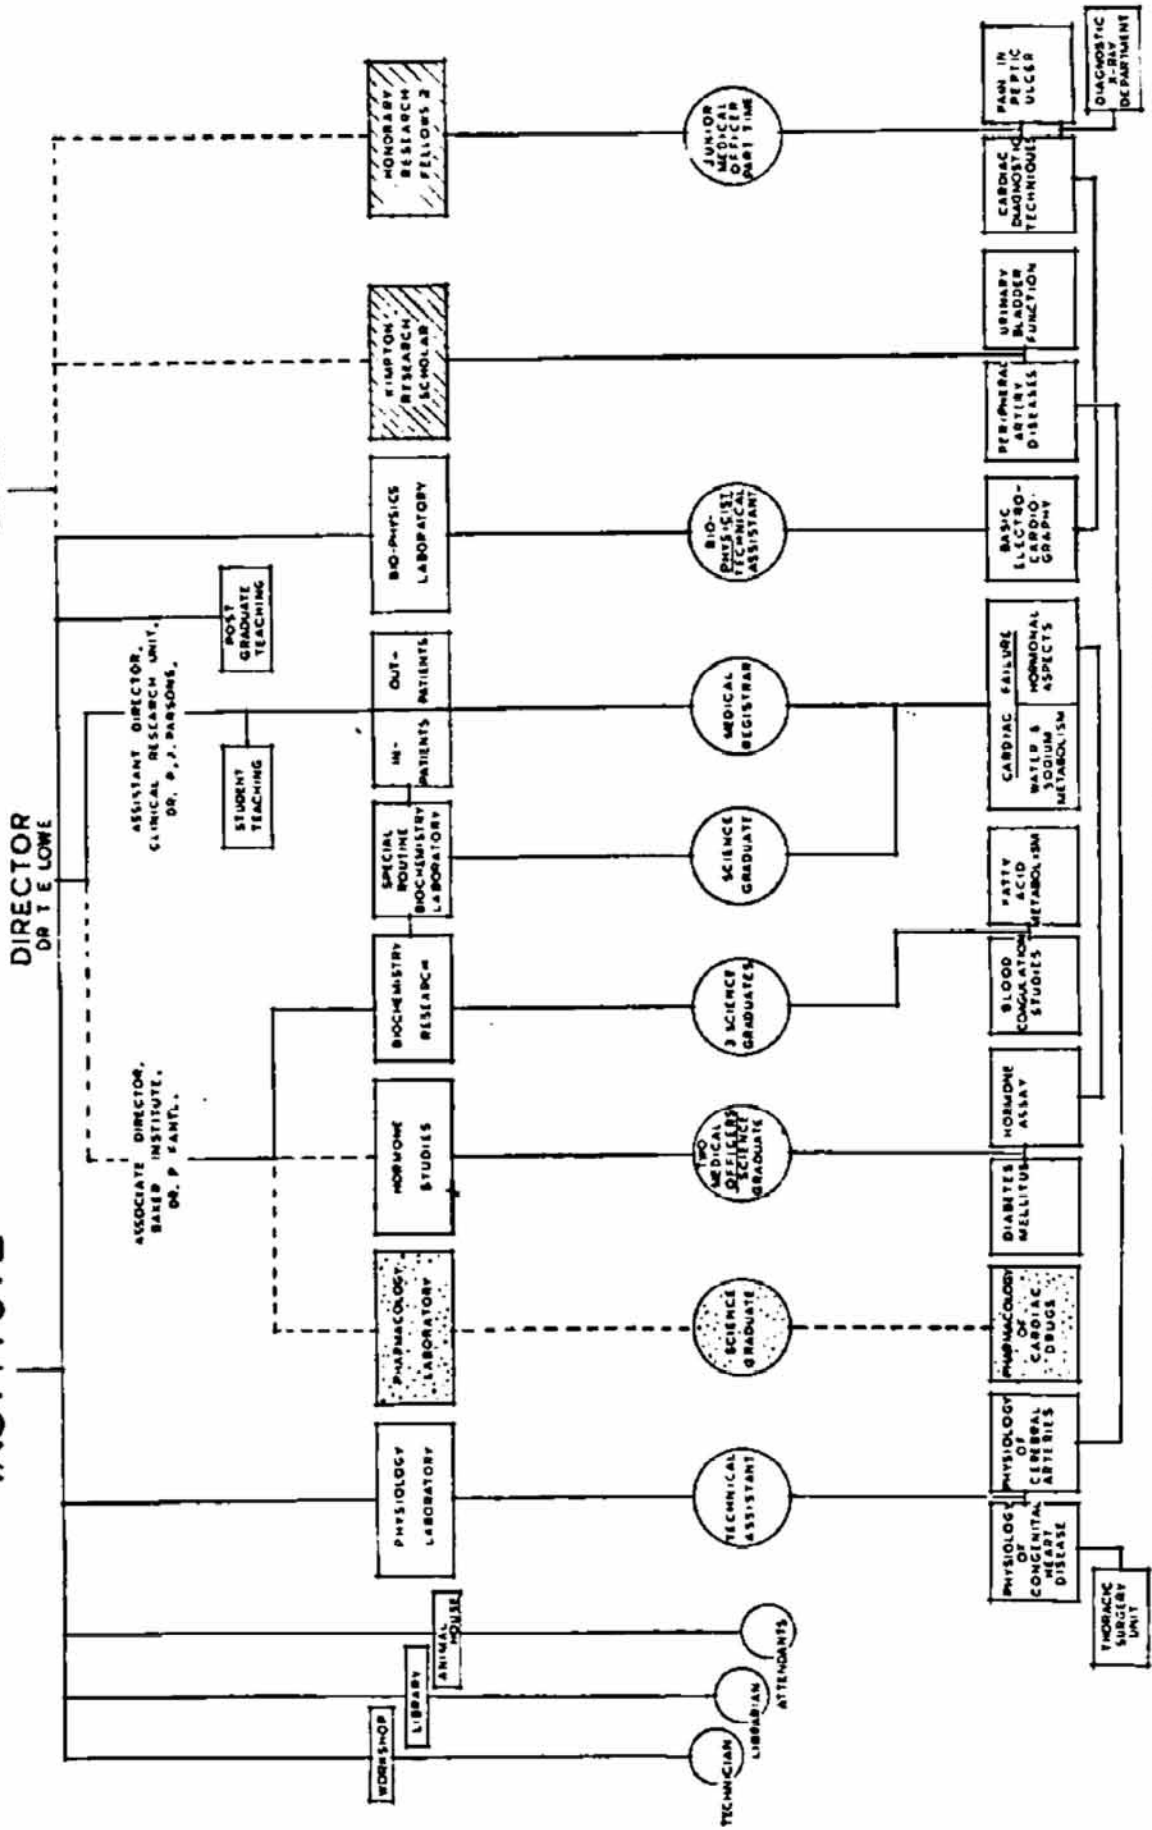 DIRECTOR
DR T E LOWE
ASSOCIATE DIRECTOR,
BAKER INSTITUTE.
DR. P FANTL.
ASSISTANT DIRECTOR,
CLINICAL RESEARCH UNIT.
DR. P.J. PARSONS.
STUDENT
TEACHING
POST
GRADUATE
TEACHING
WORKSHOP
LIBRARY
ANIMAL
HOUSE
PHYSIOLOGY
LABORATORY
PHARMACOLOGY
LABORATORY
HORMONE
STUDIES
BIOCHEMISTRY
RESEARCH
SPECIAL
ROUTINE
BIOCHEMISTRY
LABORATORY
IN-
PATIENTS
OUT-
PATIENTS
BIO-PHYSICS
LABORATORY
KIMPTON
RESEARCH
SCHOLAR
HONORARY
RESEARCH
FELLOWS 2
TECHNICIAN
LIBRARIAN
ATTENDANTS
TECHNICAL
ASSISTANT
SCIENCE
GRADUATE
TWO
MEDICAL
OFFICERS
SCIENCE
GRADUATE
3 SCIENCE
GRADUATES
SCIENCE
GRADUATE
MEDICAL
REGISTRAR
BIO-
PHYSICIST
TECHNICAL
ASSISTANT
JUNIOR
MEDICAL
OFFICER
PART TIME
PHYSIOLOGY
OF
CONGENITAL
HEART
DISEASE
PHYSIOLOGY
OF
CEREBRAL
ARTERIES
PHARMACOLOGY
OF
CARDIAC
DRUGS
DIABETES
MELLITUS
HORMONE
ASSAY
BLOOD
COAGULATION
STUDIES
FATTY
ACID
METABOLISM
CARDIAC FAILURE
WATER &
SODIUM
METABOLISM
HORMONAL
ASPECTS
BASIC
ELECTRO-
CARDIO-
GRAPHY
PERIPHERAL
ARTERY
DISEASES
URINARY
BLADDER
FUNCTION
CARDIAC
DIAGNOSTIC
TECHNIQUES
PAIN IN
PEPTIC
ULCER
THORACIC
SURGERY
UNIT
DIAGNOSTIC
X-RAY
DEPARTMENT